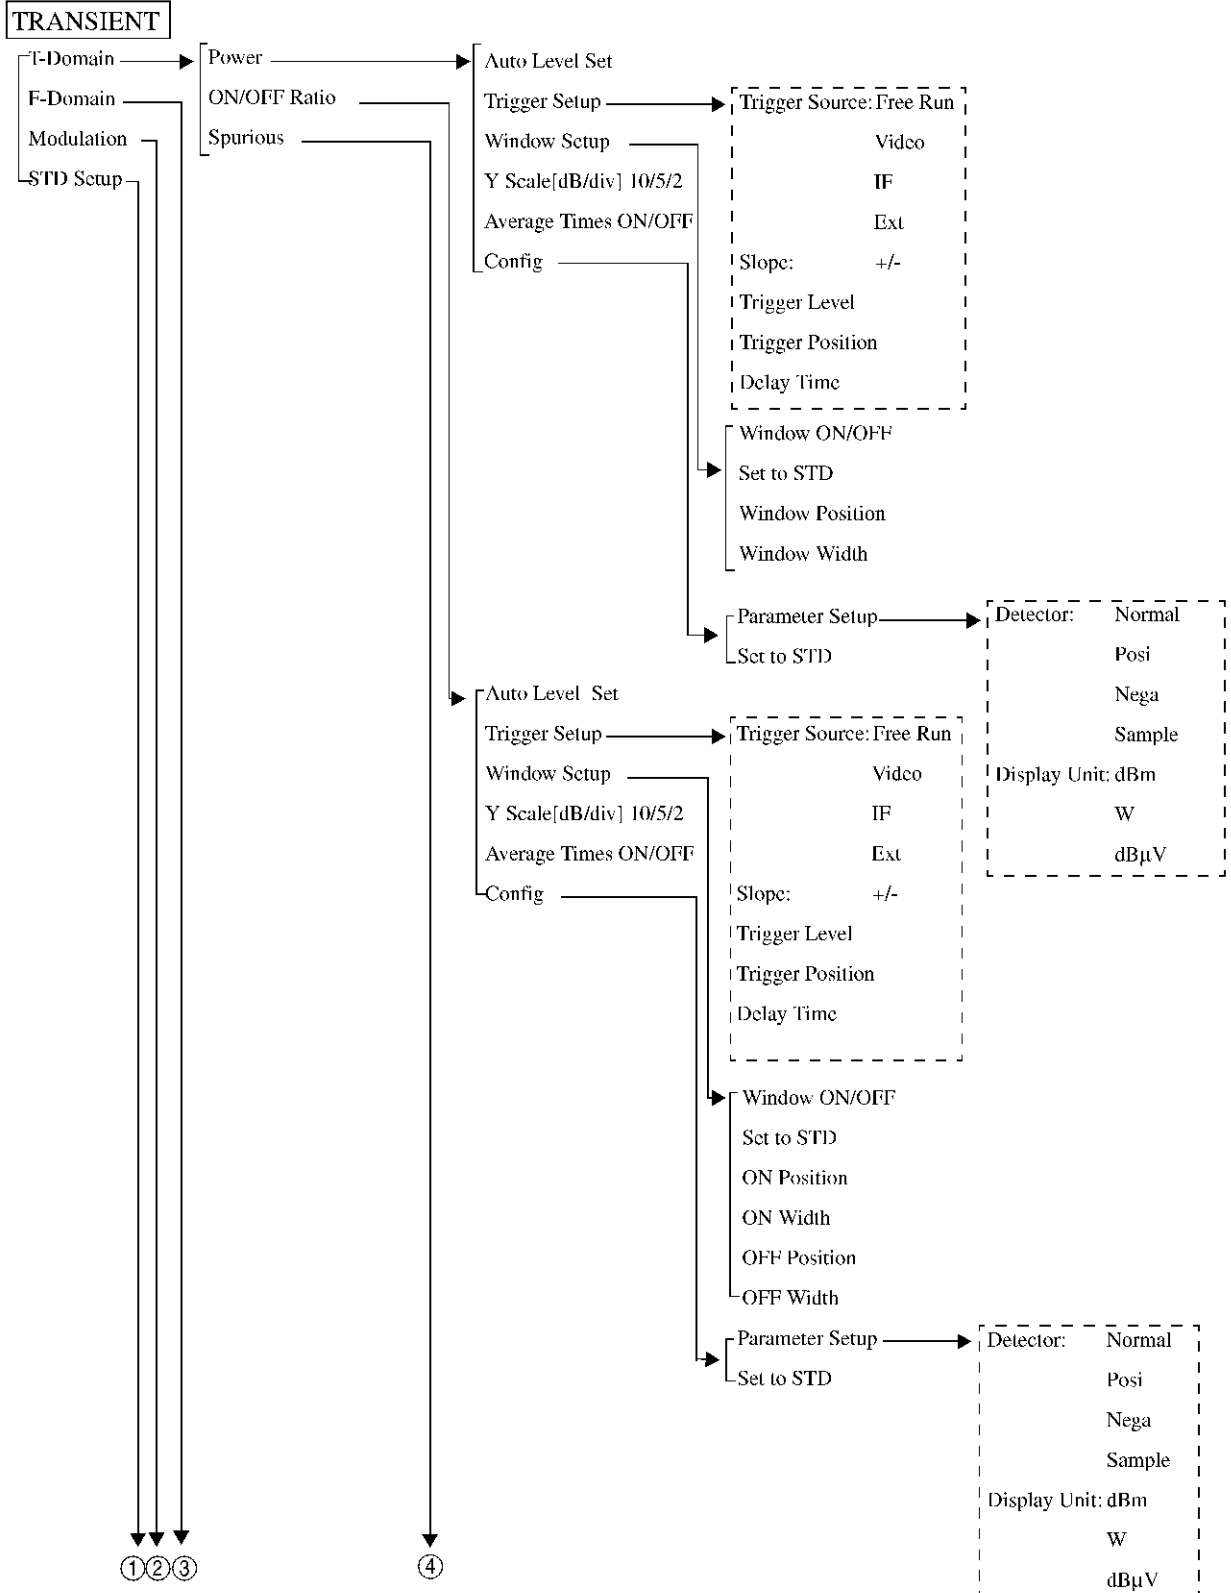 TRANSIENT
T-Domain
F-Domain
Modulation
STD Setup
Power
ON/OFF Ratio
Spurious
Auto Level Set
Trigger Setup
Window Setup
Y Scale[dB/div] 10/5/2
Average Times ON/OFF
Config
Trigger Source: Free Run
Video
IF
Ext
Slope: +/-
Trigger Level
Trigger Position
Delay Time
Window ON/OFF
Set to STD
Window Position
Window Width
Parameter Setup
Set to STD
Detector: Normal
Posi
Nega
Sample
Display Unit: dBm
W
dBµV
Auto Level Set
Trigger Setup
Window Setup
Y Scale[dB/div] 10/5/2
Average Times ON/OFF
Config
Trigger Source: Free Run
Video
IF
Ext
Slope: +/-
Trigger Level
Trigger Position
Delay Time
Window ON/OFF
Set to STD
ON Position
ON Width
OFF Position
OFF Width
Parameter Setup
Set to STD
Detector: Normal
Posi
Nega
Sample
Display Unit: dBm
W
dBµV
① ② ③ ④